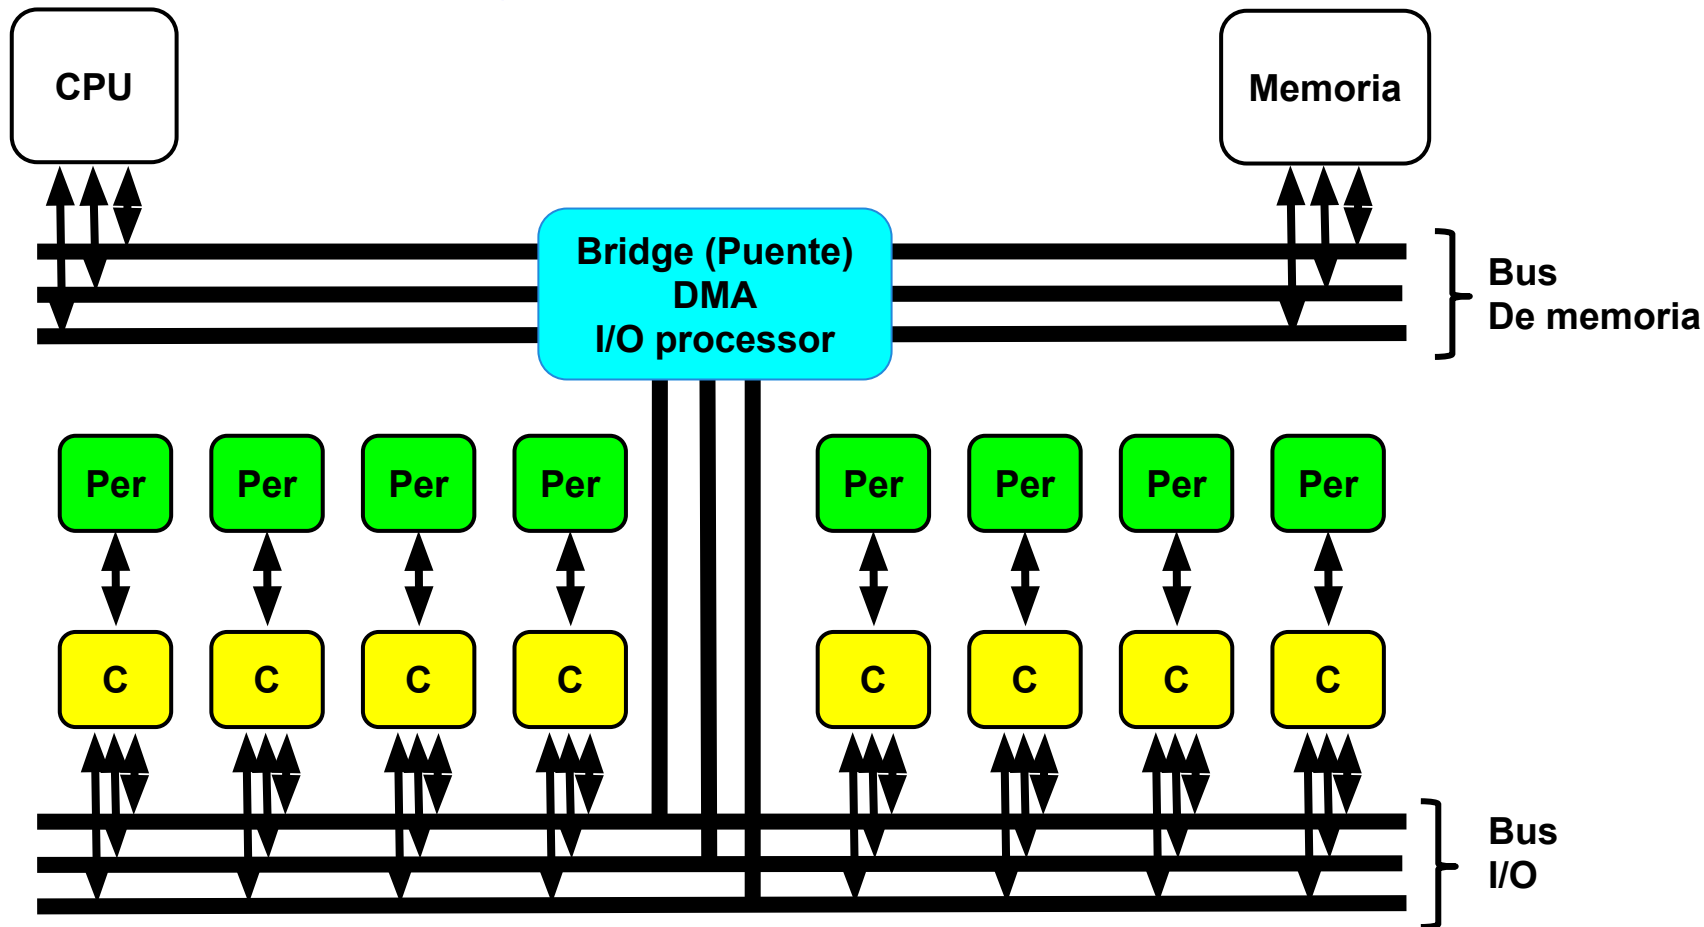 CPU
Memoria
Bridge (Puente)
DMA
I/O processor
Bus
De memoria
Per
Per
Per
Per
Per
Per
Per
Per
C
C
C
C
C
C
C
C
Bus
I/O